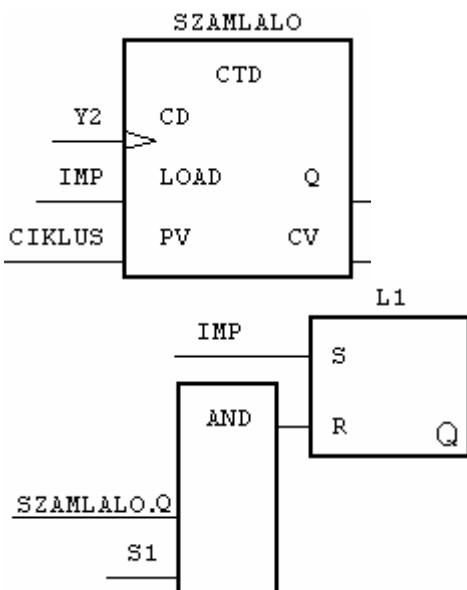 SZAMLALO
CTD
Y2 CD
IMP LOAD Q
CIKLUS PV CV
L1
IMP
S
AND
R Q
SZAMLALO.Q
S1